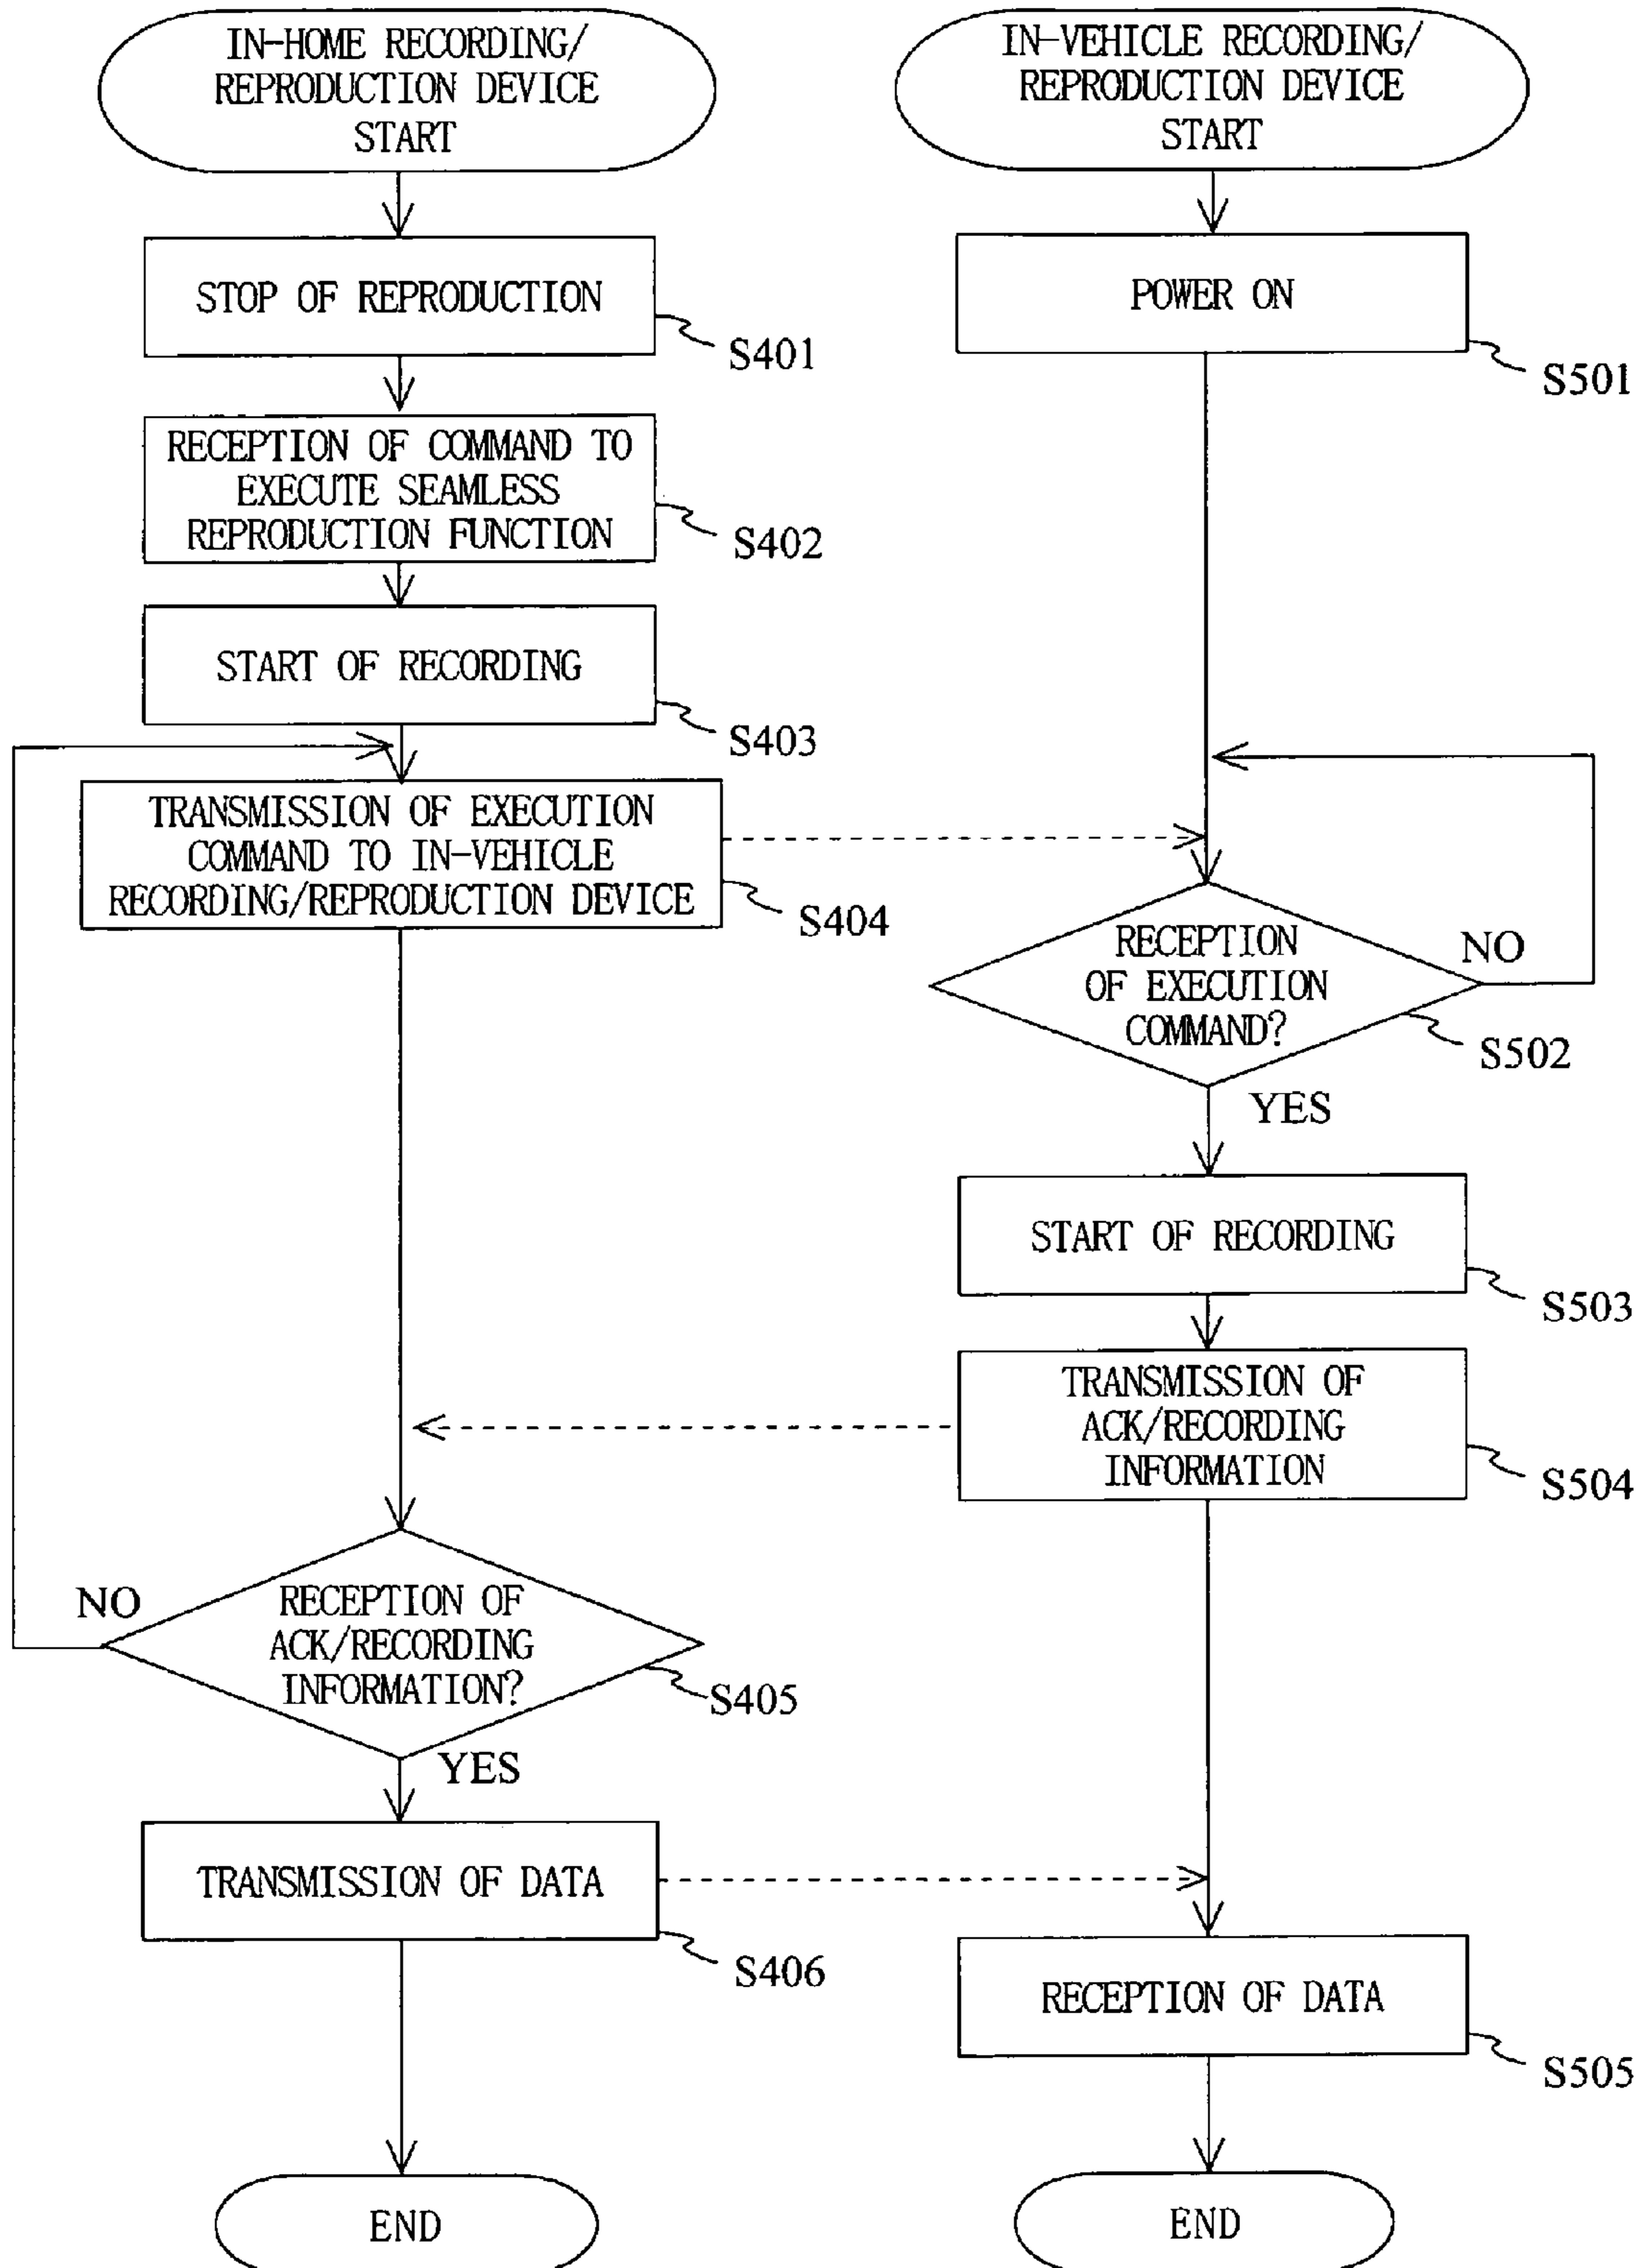 IN-HOME RECORDING/
REPRODUCTION DEVICE
START
STOP OF REPRODUCTION
S401
RECEPTION OF COMMAND TO
EXECUTE SEAMLESS
REPRODUCTION FUNCTION
S402
START OF RECORDING
S403
TRANSMISSION OF EXECUTION
COMMAND TO IN-VEHICLE
RECORDING/REPRODUCTION DEVICE
S404
RECEPTION OF
ACK/RECORDING
INFORMATION?
NO
S405
YES
TRANSMISSION OF DATA
S406
END
IN-VEHICLE RECORDING/
REPRODUCTION DEVICE
START
POWER ON
S501
RECEPTION
OF EXECUTION
COMMAND?
NO
S502
YES
START OF RECORDING
S503
TRANSMISSION OF
ACK/RECORDING
INFORMATION
S504
RECEPTION OF DATA
S505
END